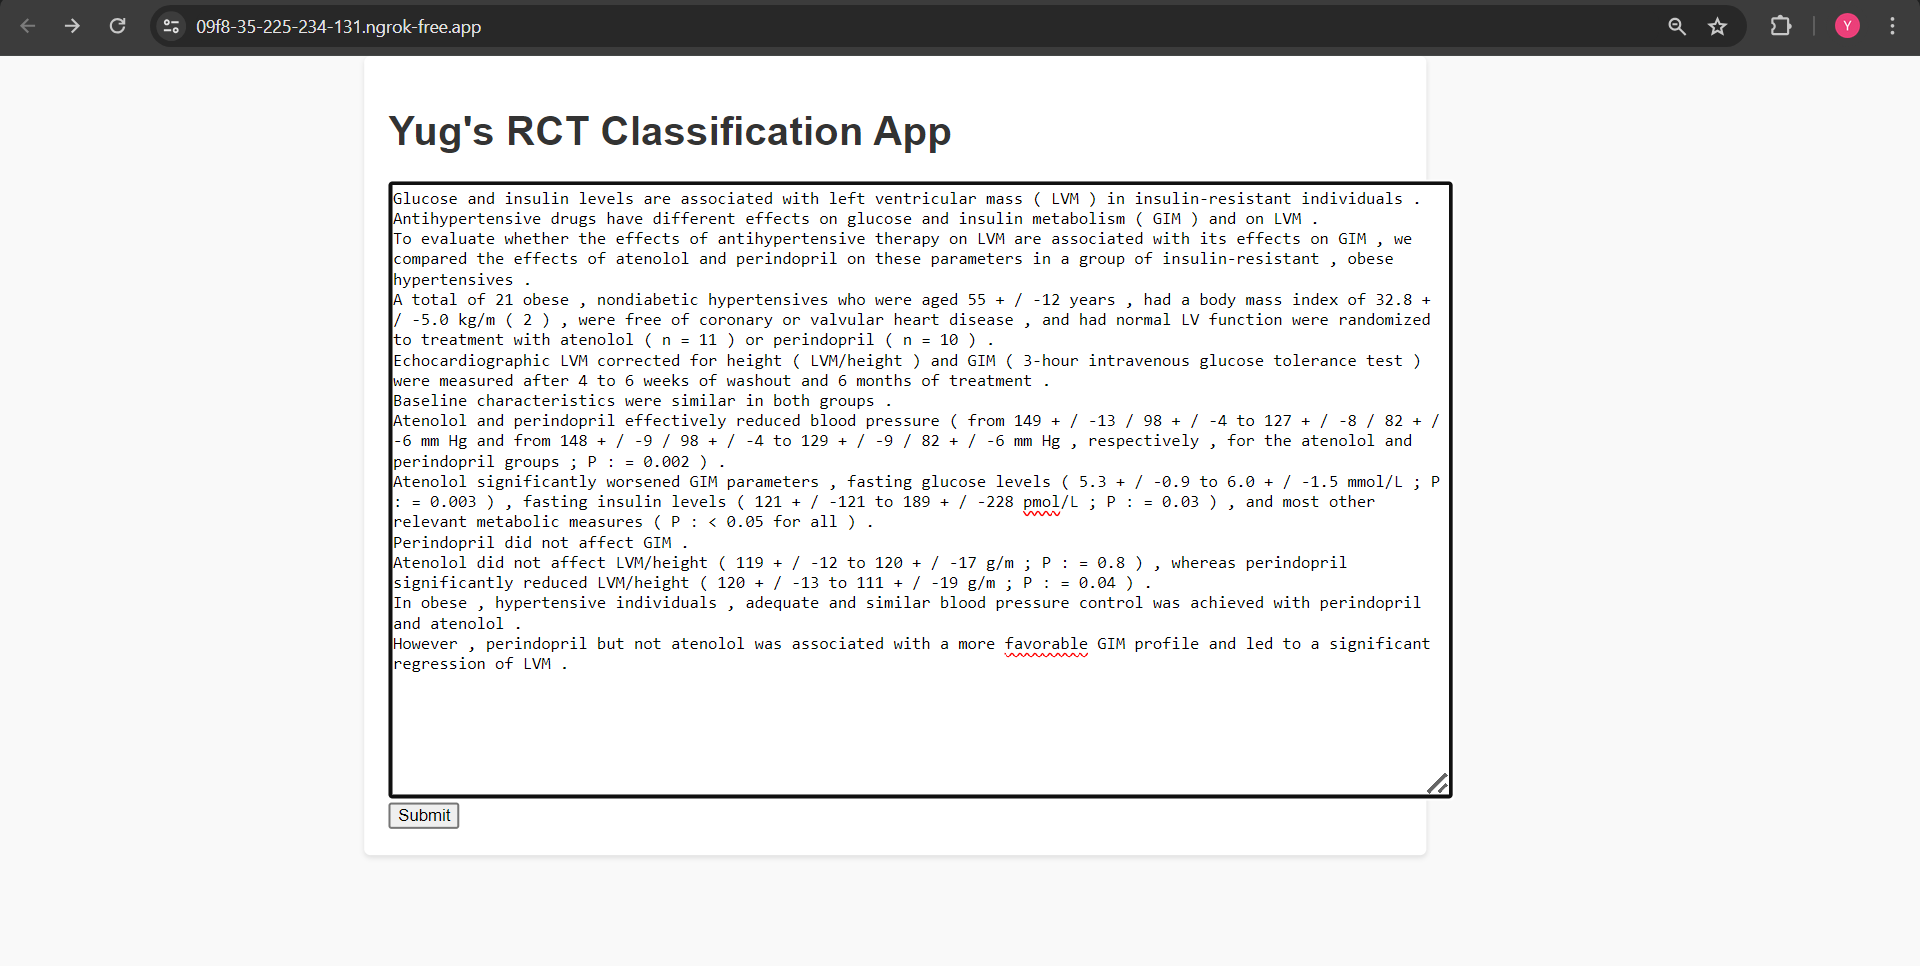 09f8-35-225-234-131.ngrok-free.app
Y
Yug's RCT Classification App
Glucose and insulin levels are associated with left ventricular mass ( LVM ) in insulin-resistant individuals .
Antihypertensive drugs have different effects on glucose and insulin metabolism ( GIM ) and on LVM .
To evaluate whether the effects of antihypertensive therapy on LVM are associated with its effects on GIM , we
compared the effects of atenolol and perindopril on these parameters in a group of insulin-resistant , obese
hypertensives .
A total of 21 obese , nondiabetic hypertensives who were aged 55 + / -12 years , had a body mass index of 32.8 +
/ -5.0 kg/m ( 2 ) , were free of coronary or valvular heart disease , and had normal LV function were randomized
to treatment with atenolol ( n = 11 ) or perindopril ( n = 10 ) .
Echocardiographic LVM corrected for height ( LVM/height ) and GIM ( 3-hour intravenous glucose tolerance test )
were measured after 4 to 6 weeks of washout and 6 months of treatment .
Baseline characteristics were similar in both groups .
Atenolol and perindopril effectively reduced blood pressure ( from 149 + / -13 / 98 + / -4 to 127 + / -8 / 82 + /
-6 mm Hg and from 148 + / -9 / 98 + / -4 to 129 + / -9 / 82 + / -6 mm Hg , respectively , for the atenolol and
perindopril groups ; P : = 0.002 ) .
Atenolol significantly worsened GIM parameters , fasting glucose levels ( 5.3 + / -0.9 to 6.0 + / -1.5 mmol/L ; P
: = 0.003 ) , fasting insulin levels ( 121 + / -121 to 189 + / -228 pmol/L ; P : = 0.03 ) , and most other
relevant metabolic measures ( P : < 0.05 for all ) .
Perindopril did not affect GIM .
Atenolol did not affect LVM/height ( 119 + / -12 to 120 + / -17 g/m ; P : = 0.8 ) , whereas perindopril
significantly reduced LVM/height ( 120 + / -13 to 111 + / -19 g/m ; P : = 0.04 ) .
In obese , hypertensive individuals , adequate and similar blood pressure control was achieved with perindopril
and atenolol .
However , perindopril but not atenolol was associated with a more favorable GIM profile and led to a significant
regression of LVM .
Submit